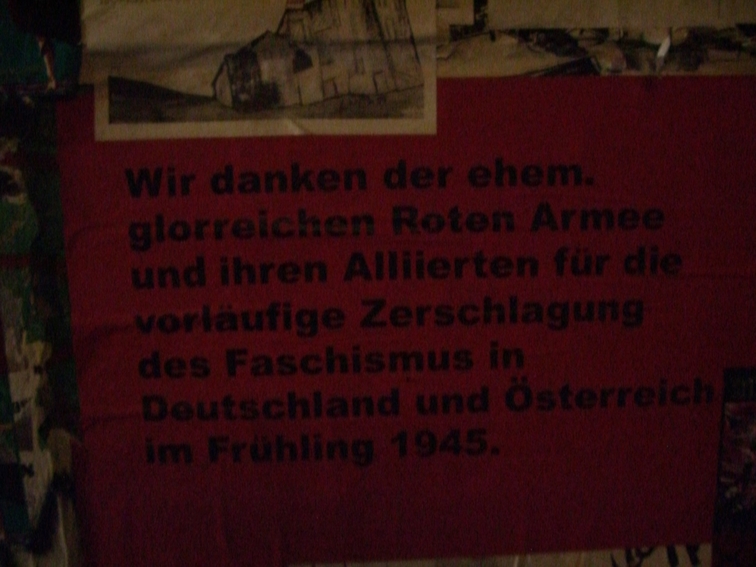 Wir danken der ehem.
glorreichen Roten Armee
und ihren Alliierten für die
vorläufige Zerschlagung
des Faschismus in
Deutschland und Österreich
im Frühling 1945.